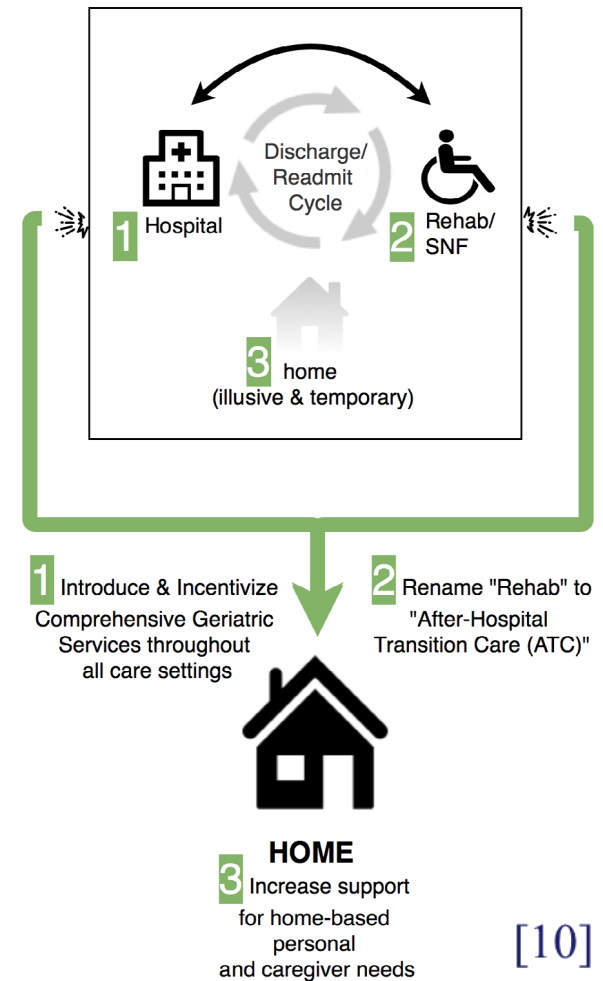 Discharge/
Readmit
Cycle
1 Hospital
2 Rehab/
SNF
3 home
(illusive & temporary)
1 Introduce & Incentivize
Comprehensive Geriatric
Services throughout
all care settings
2 Rename "Rehab" to
"After-Hospital
Transition Care (ATC)"
HOME
3 Increase support
for home-based
personal
and caregiver needs
[10]